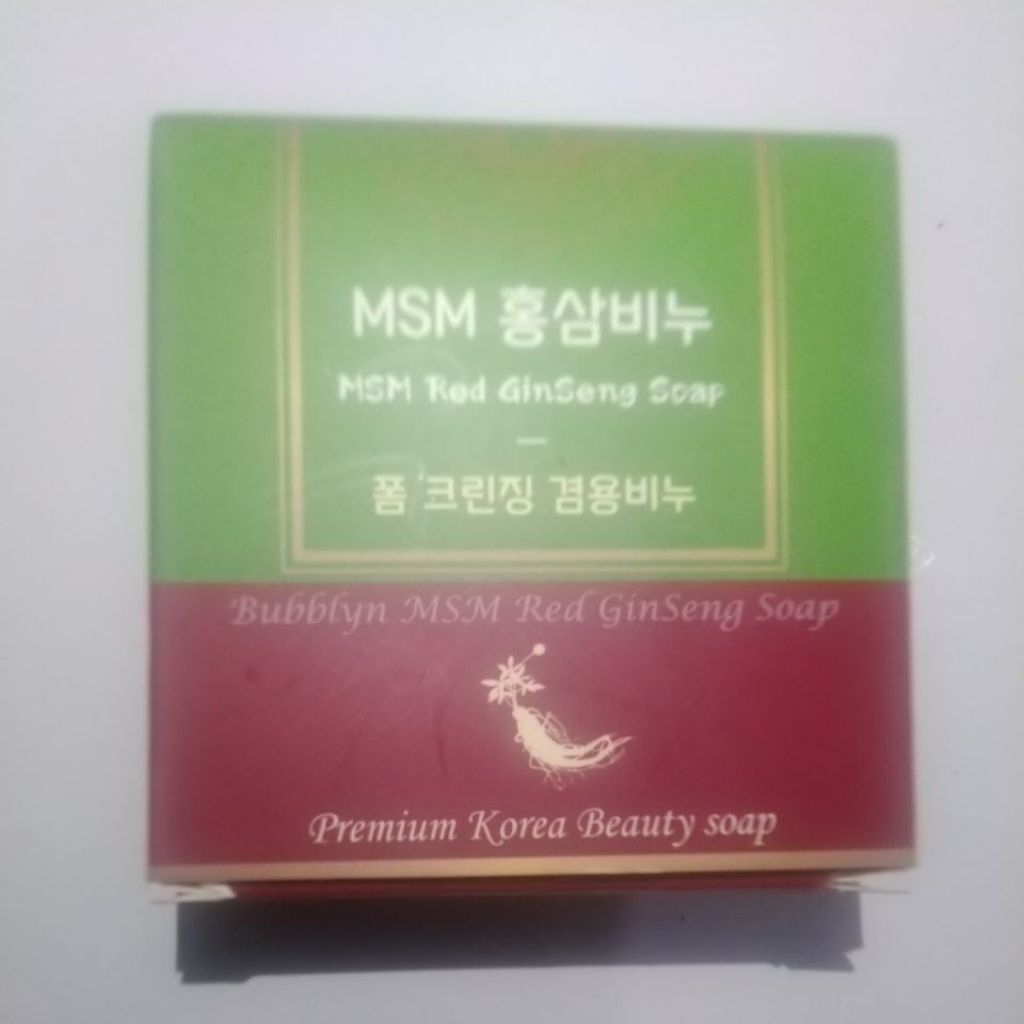 MSM 홍삼비누
MSM Red GinSeng Soap
폼 크린징 겸용비누
Bubblyn MSM Red GinSeng Soap
Premium Korea Beauty soap